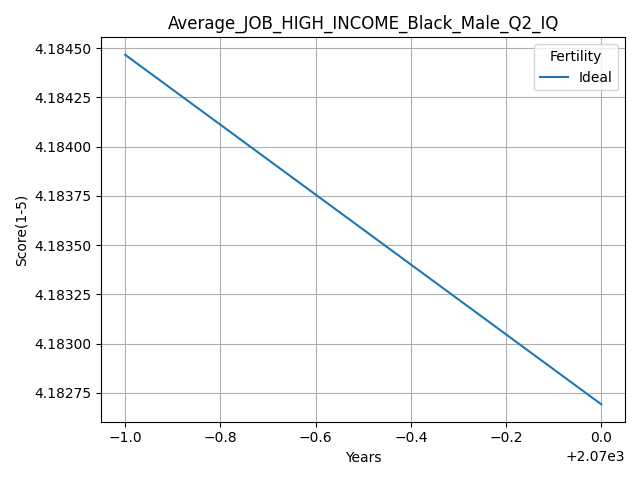 Average_JOB_HIGH_INCOME_Black_Male_Q2_IQ
Fertility
Ideal
4.18450
4.18425
4.18400
4.18375
4.18350
4.18325
4.18300
4.18275
Score(1-5)
−1.0 −0.8 −0.6 −0.4 −0.2 0.0
+2.07e3
Years